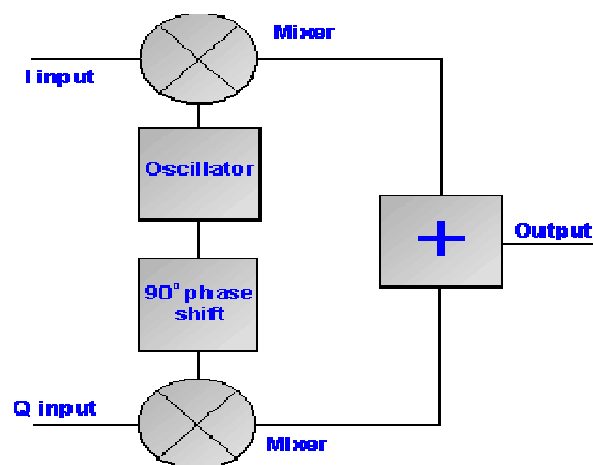 Mixer
I input
Oscillator
+
Output
90° phase
shift
Q input
Mixer